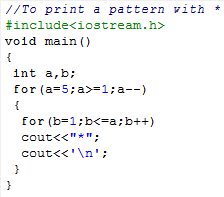 //To print a pattern with *
#include<iostream.h>
void main()
{
int a,b;
for(a=5;a>=1;a--)
{
for(b=1;b<=a;b++)
cout<<"*";
cout<<'\n';
}
}